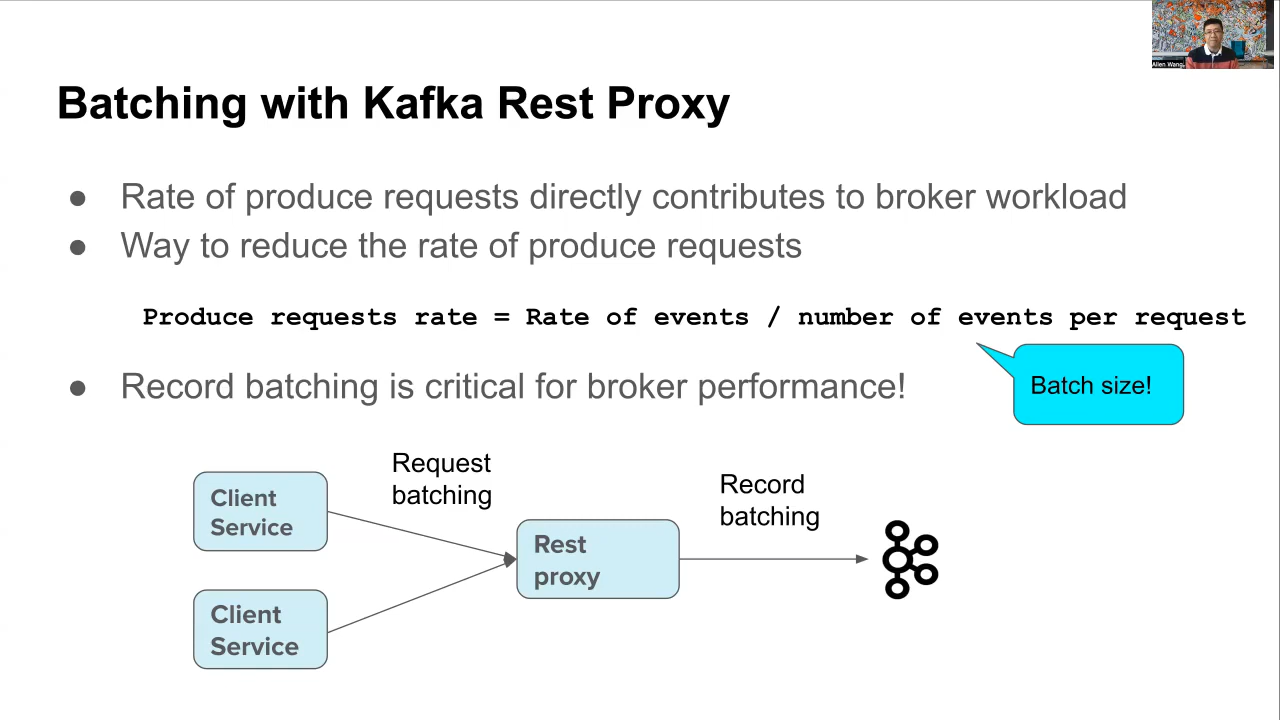 Allen Wang
Batching with Kafka Rest Proxy
● Rate of produce requests directly contributes to broker workload
● Way to reduce the rate of produce requests
Produce requests rate = Rate of events / number of events per request
Batch size!
● Record batching is critical for broker performance!
Request
batching
Record
batching
Client
Service
Rest
proxy
Client
Service